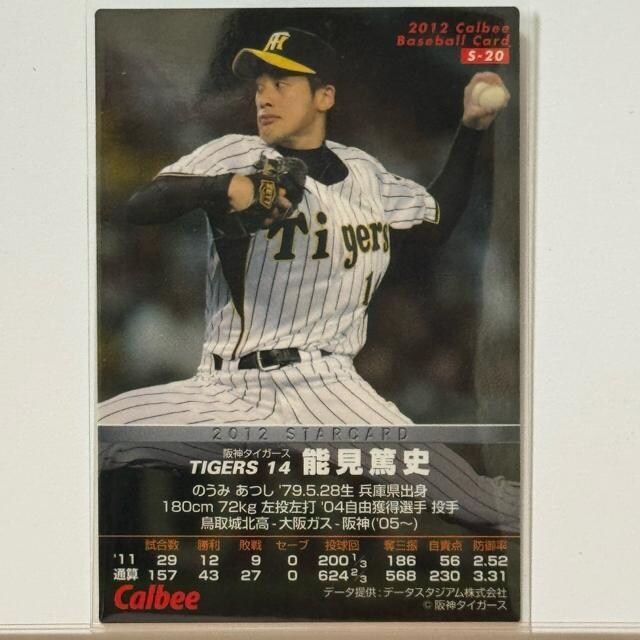 2012 Calbee
Baseball Card
S-20
Tigers
1
2012 STARCARD
阪神タイガース
TIGERS 14 能見篤史
のうみ あつし '79.5.28生 兵庫県出身
180cm 72kg 左投左打 '04自由獲得選手 投手
鳥取城北高-大阪ガス-阪神('05～)
試合数 勝利 敗戦 セーブ 投球回 奪三振 自責点 防御率
'11 29 12 9 0 200 2/3 186 56 2.52
通算 157 43 27 0 624 2/3 568 230 3.31
データ提供:データスタジアム株式会社
Calbee
© 阪神タイガース